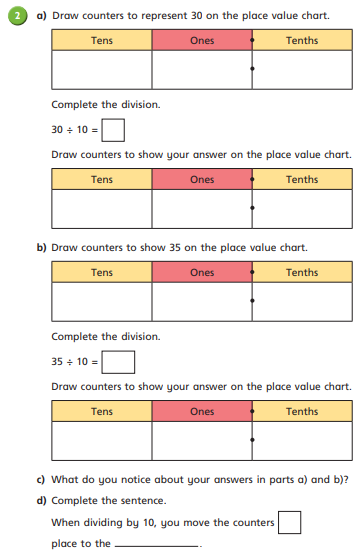 2 a) Draw counters to represent 30 on the place value chart.
Tens Ones Tenths
Complete the division.
30 ÷ 10 =
Draw counters to show your answer on the place value chart.
Tens Ones Tenths
b) Draw counters to show 35 on the place value chart.
Tens Ones Tenths
Complete the division.
35 ÷ 10 =
Draw counters to show your answer on the place value chart.
Tens Ones Tenths
c) What do you notice about your answers in parts a) and b)?
d) Complete the sentence.
When dividing by 10, you move the counters
place to the ______________.